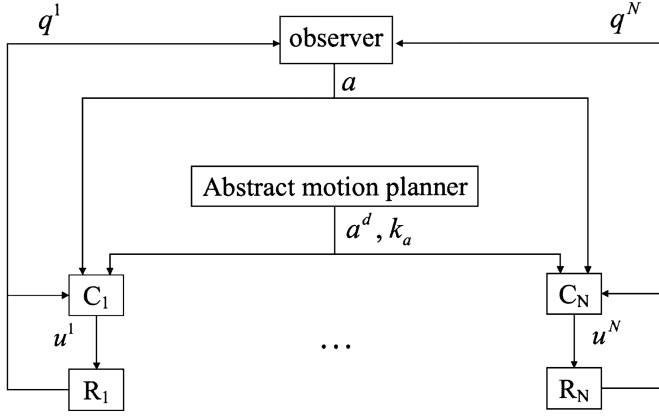 q^1 observer q^N
a
Abstract motion planner
a^d, k_a
C_1 C_N
u^1 ... u^N
R_1 R_N